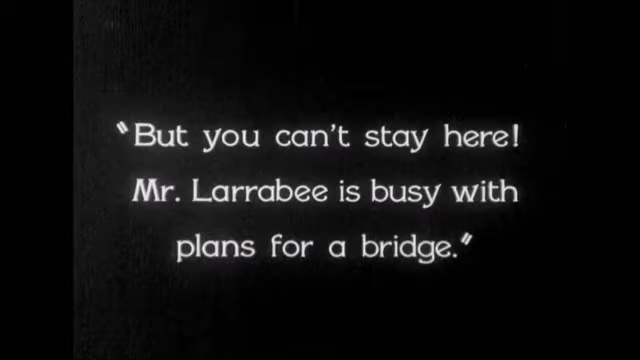 "But you can't stay here!
Mr. Larrabee is busy with
plans for a bridge."